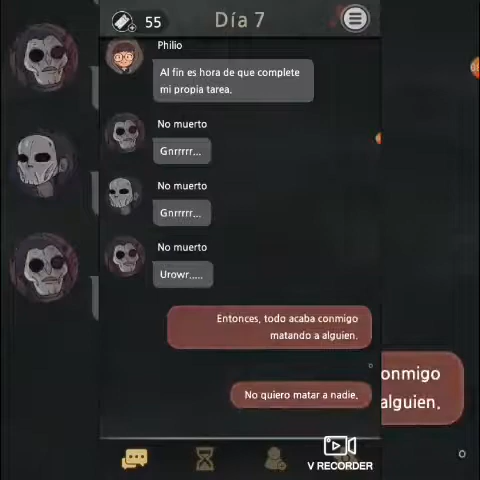 55
Día 7
Philio
Al fin es hora de que complete
mi propia tarea.
No muerto
Gnrrrrr...
No muerto
Gnrrrrr...
No muerto
Urowr.....
Entonces, todo acaba conmigo
matando a alguien.
No quiero matar a nadie.
onmigo
alguien.
V RECORDER